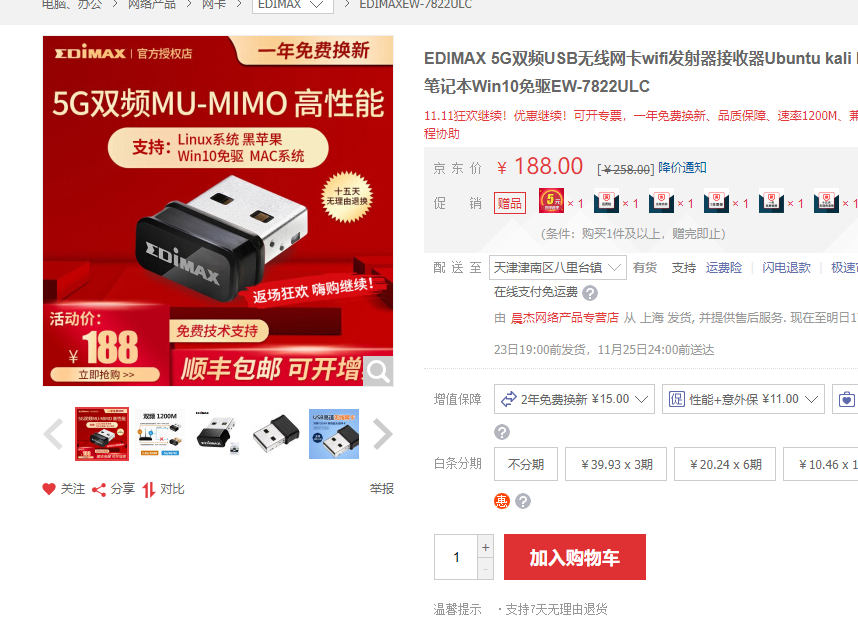 电脑、办公 > 网络产品 > 网卡 > EDIMAX > EDIMAXEW-7822ULC
EDIMAX | 官方授权店
一年免费换新
5G双频MU-MIMO 高性能
支持: Linux系统 黑苹果
Win10免驱 MAC系统
十五天
无理由退换
EDIMAX
返场狂欢 嗨购继续!
活动价:
¥188
立即抢购 >>
免费技术支持
顺丰包邮 可开增
双频 1200M
关注 分享 对比
举报
EDIMAX 5G双频USB无线网卡wifi发射器接收器Ubuntu kali
笔记本Win10免驱EW-7822ULC
11.11狂欢继续!优惠继续!可开专票,一年免费换新、品质保障、速率1200M、兼
程协助
京东价 ¥ 188.00 [¥258.00] 降价通知
促销 赠品 5元 × 1 × 1 × 1 × 1 × 1 × 1
(条件:购买1件及以上,赠完即止)
配送至 天津津南区八里台镇 有货 支持 运费险 | 闪电退款 | 极速
在线支付免运费 ?
由 晨杰网络产品专营店 从 上海 发货, 并提供售后服务. 现在至明日1
23日19:00前发货,11月25日24:00前送达
增值保障 2年免费换新 ¥15.00 保 性能+意外保 ¥11.00
?
白条分期 不分期 ¥39.93 x 3期 ¥20.24 x 6期 ¥10.46 x 1
惠 ?
1 + -
加入购物车
温馨提示 ·支持7天无理由退货